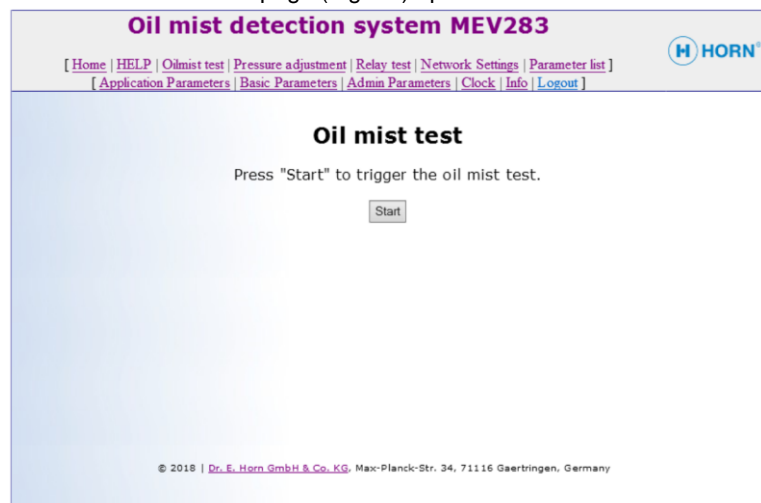 Oil mist detection system MEV283
HORN®
[ Home | HELP | Oilmist test | Pressure adjustment | Relay test | Network Settings | Parameter list ]
[ Application Parameters | Basic Parameters | Admin Parameters | Clock | Info | Logout ]
Oil mist test
Press "Start" to trigger the oil mist test.
Start
© 2018 | Dr. E. Horn GmbH & Co. KG, Max-Planck-Str. 34, 71116 Gaertringen, Germany